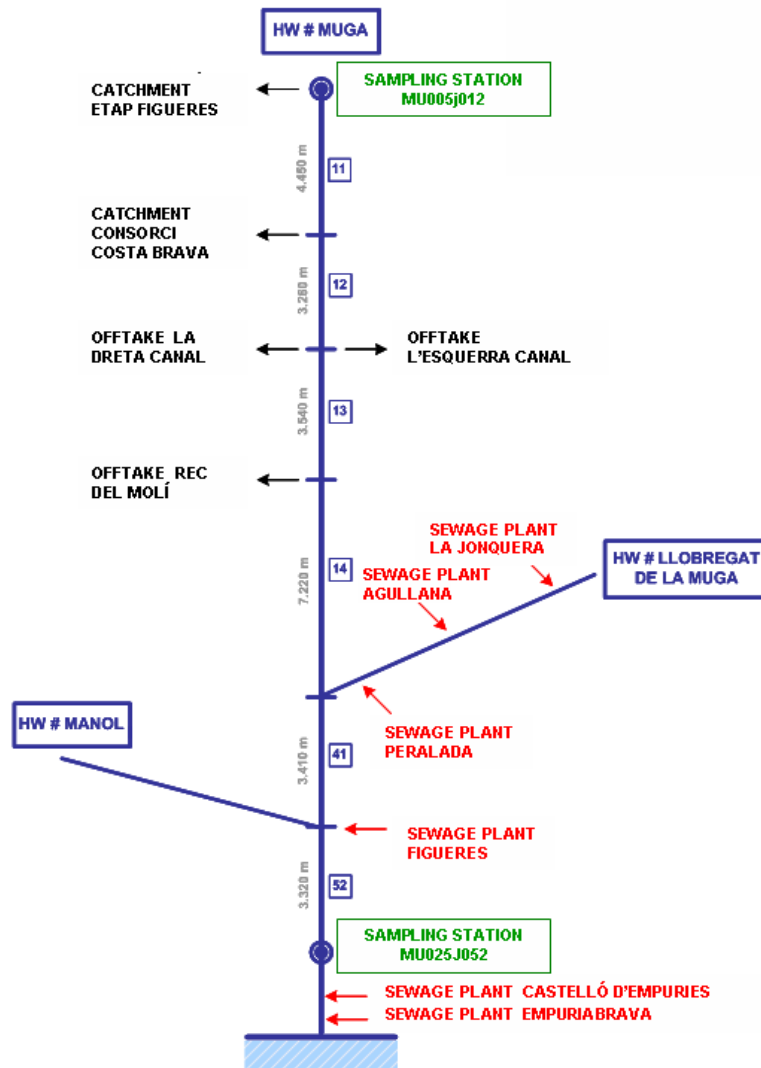 HW # MUGA
SAMPLING STATION
MU005j012
CATCHMENT
ETAP FIGUERES
4.450 m
11
CATCHMENT
CONSORCI
COSTA BRAVA
3.280 m
12
OFFTAKE LA
DRETA CANAL
OFFTAKE
L'ESQUERRA CANAL
3.540 m
13
OFFTAKE REC
DEL MOLÍ
SEWAGE PLANT
LA JONQUERA
HW # LLOBREGAT
DE LA MUGA
SEWAGE PLANT
AGULLANA
7.220 m
14
HW # MANOL
SEWAGE PLANT
PERALADA
3.410 m
41
SEWAGE PLANT
FIGUERES
3.320 m
52
SAMPLING STATION
MU025J052
SEWAGE PLANT CASTELLÓ D'EMPURIES
SEWAGE PLANT EMPURIABRAVA